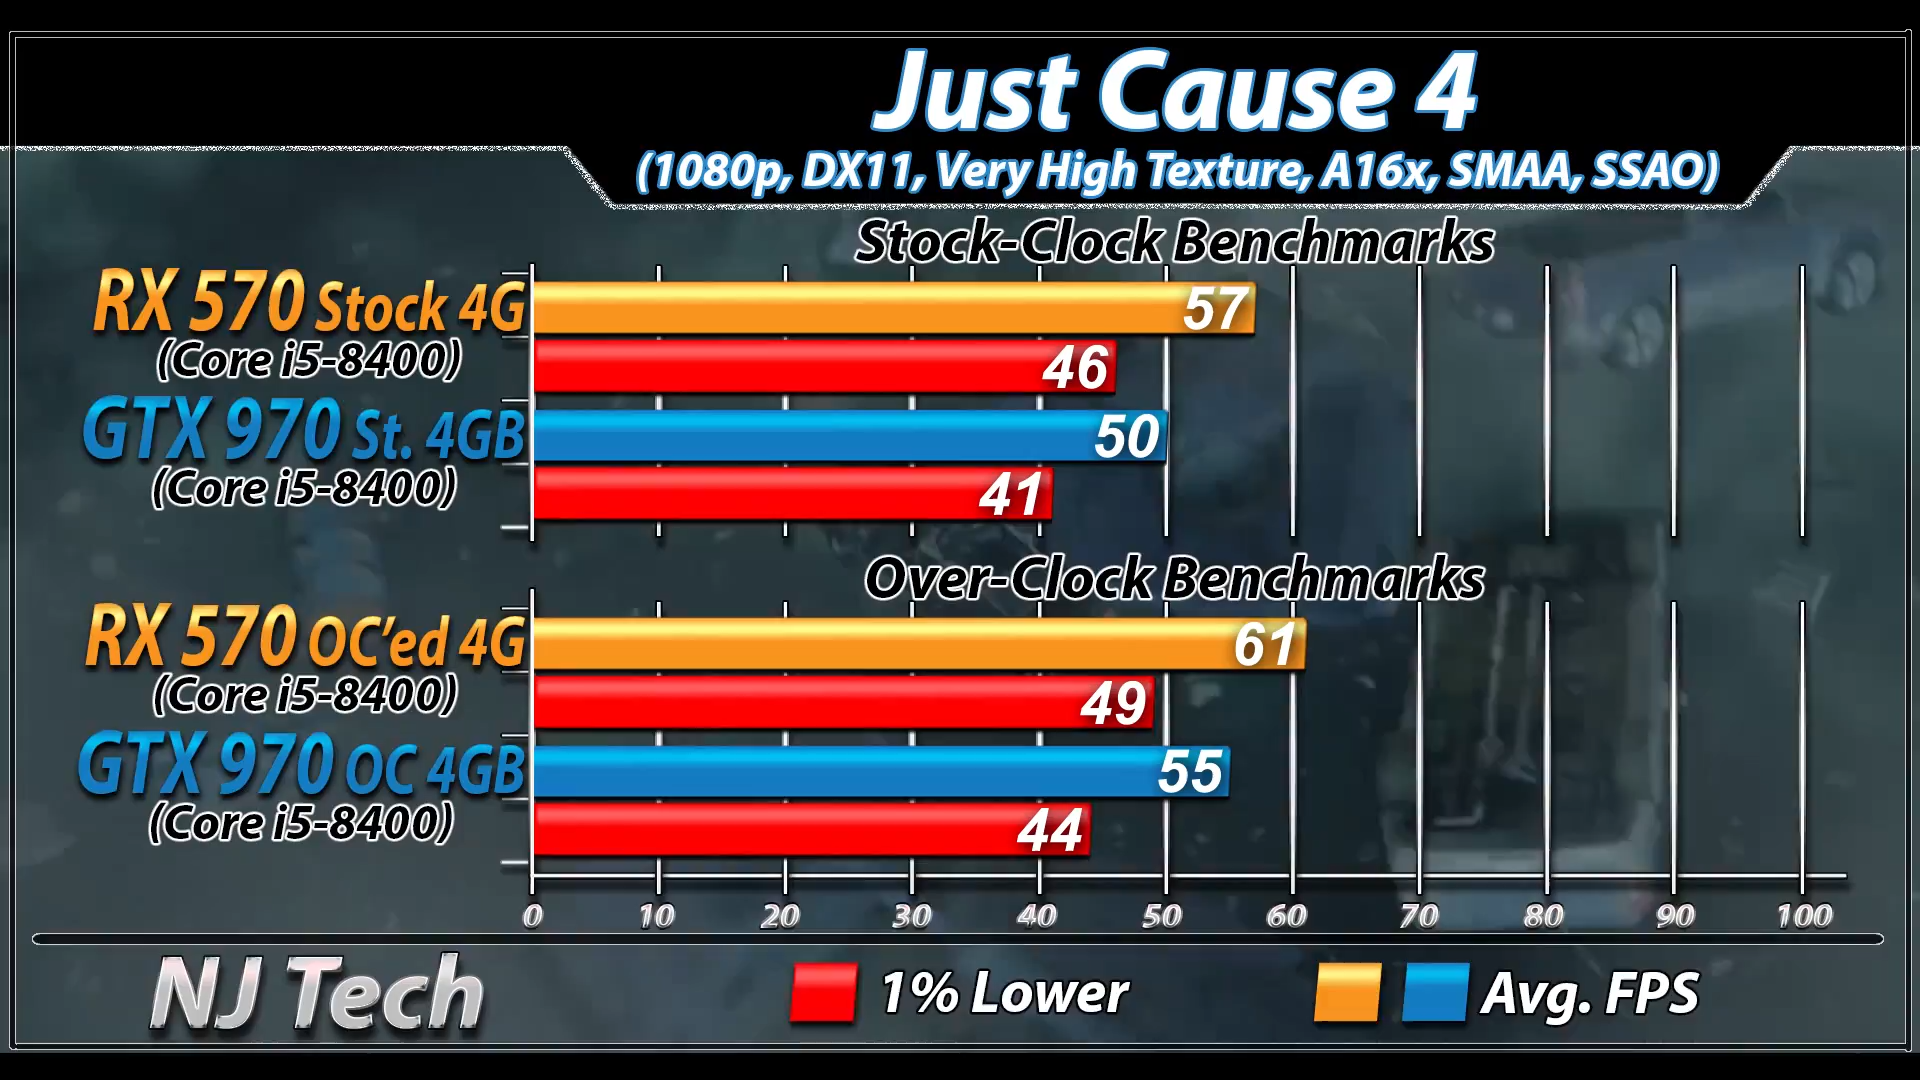 Just Cause 4
(1080p, DX11, Very High Texture, A16x, SMAA, SSAO)
Stock-Clock Benchmarks
RX 570 Stock 4G
57
(Core i5-8400)
46
GTX 970 St. 4GB
50
(Core i5-8400)
41
Over-Clock Benchmarks
RX 570 OC'ed 4G
61
(Core i5-8400)
49
GTX 970 OC 4GB
55
(Core i5-8400)
44
0 10 20 30 40 50 60 70 80 90 100
NJ Tech
1% Lower
Avg. FPS